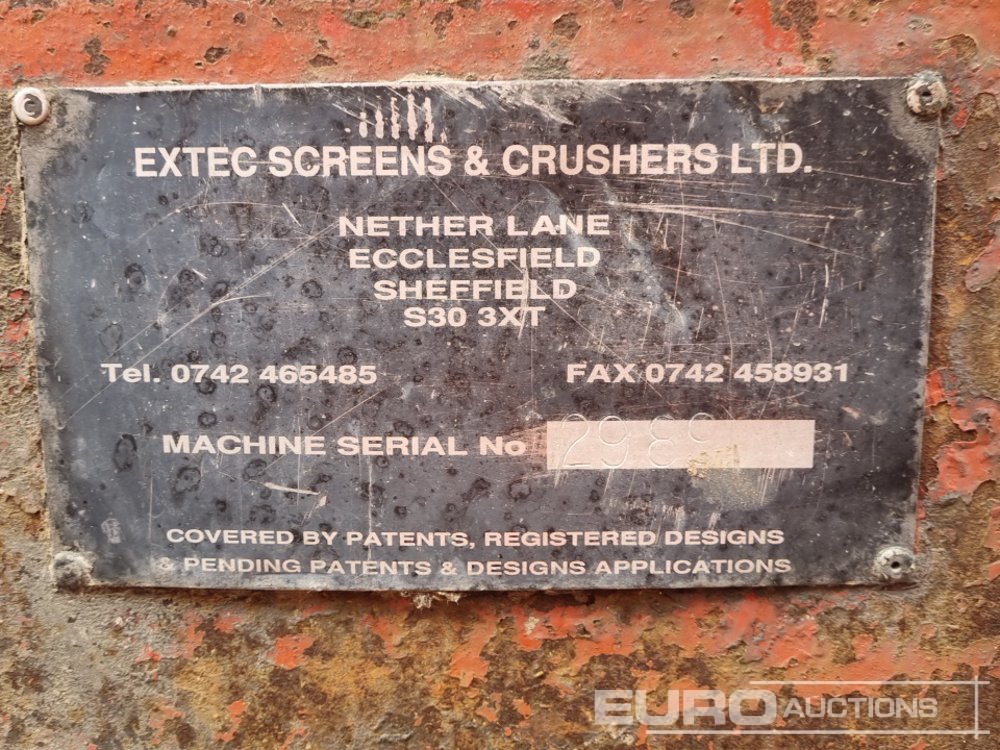 EXTEC SCREENS & CRUSHERS LTD.
NETHER LANE
ECCLESFIELD
SHEFFIELD
S30 3XT
Tel. 0742 465485 FAX 0742 458931
MACHINE SERIAL No
COVERED BY PATENTS, REGISTERED DESIGNS
& PENDING PATENTS & DESIGNS APPLICATIONS
EURO AUCTIONS